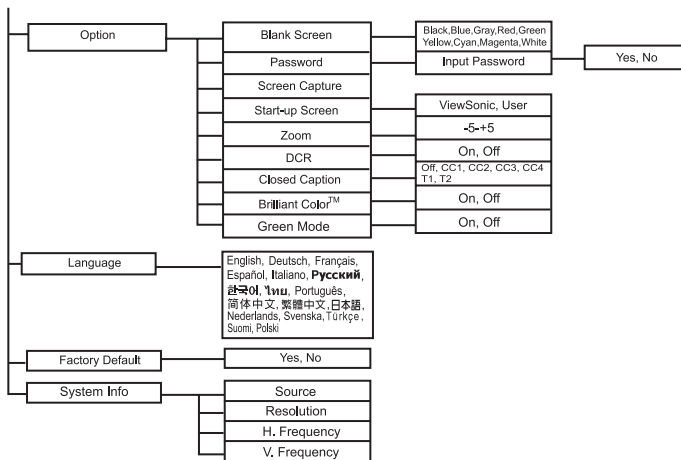 Option
Blank Screen
Black,Blue,Gray,Red,Green
Yellow,Cyan,Magenta,White
Password
Input Password
Yes, No
Screen Capture
Start-up Screen
ViewSonic, User
Zoom
-5-+5
DCR
On, Off
Closed Caption
Off, CC1, CC2, CC3, CC4
T1, T2
Brilliant Color™
On, Off
Green Mode
On, Off
Language
English, Deutsch, Français,
Español, Italiano, Русский,
한국어, ไทย, Português,
简体中文, 繁體中文, 日本語,
Nederlands, Svenska, Türkçe,
Suomi, Polski
Factory Default
Yes, No
System Info
Source
Resolution
H. Frequency
V. Frequency